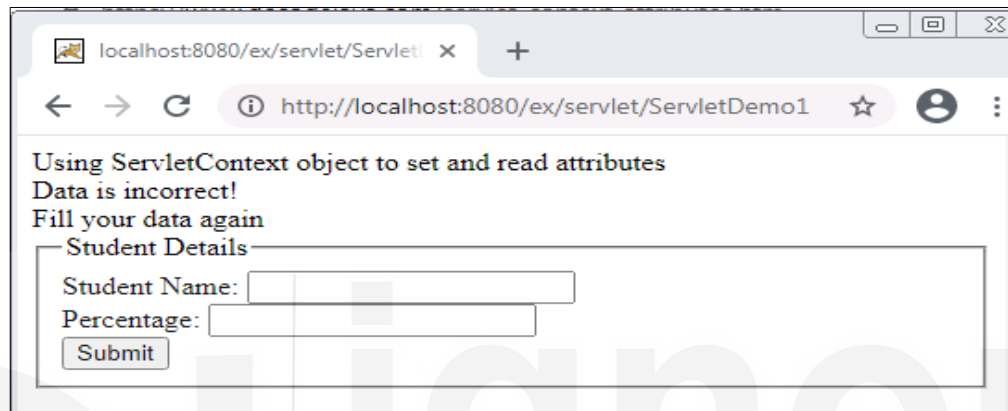 localhost:8080/ex/servlet/Servlet
http://localhost:8080/ex/servlet/ServletDemo1
Using ServletContext object to set and read attributes
Data is incorrect!
Fill your data again
Student Details
Student Name:
Percentage:
Submit
ignou